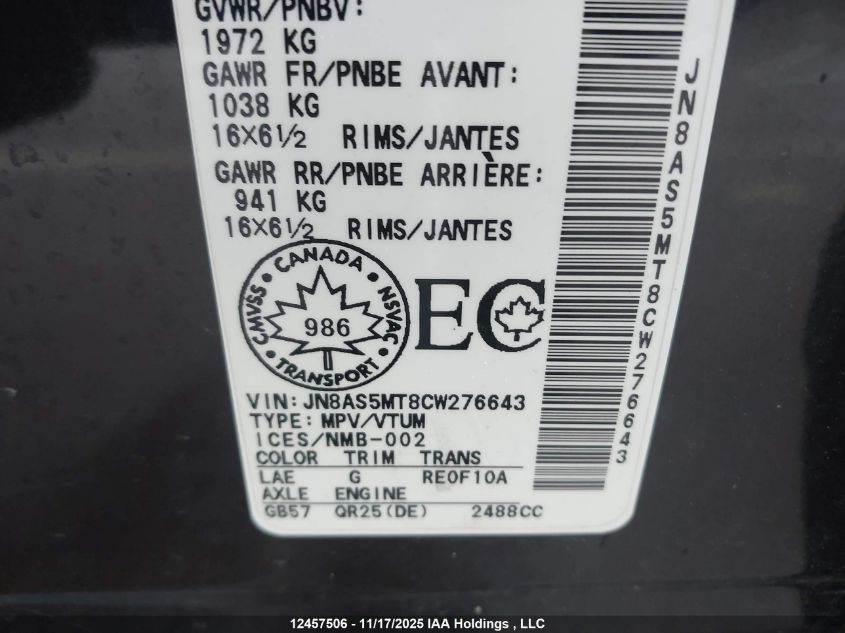 GVWR/PNBV:
1972 KG
GAWR FR/PNBE AVANT:
1038 KG
16X6½ RIMS/JANTES
GAWR RR/PNBE ARRIÈRE:
941 KG
16X6½ RIMS/JANTES
CANADA
CMVSS NSVAC
986
TRANSPORT
EC
VIN: JN8AS5MT8CW276643
TYPE: MPV/VTUM
ICES/NMB-002
COLOR TRIM TRANS
LAE G RE0F10A
AXLE ENGINE
GB57 QR25(DE) 2488CC
JN8AS5MT8CW276643
12457506 - 11/17/2025 IAA Holdings , LLC